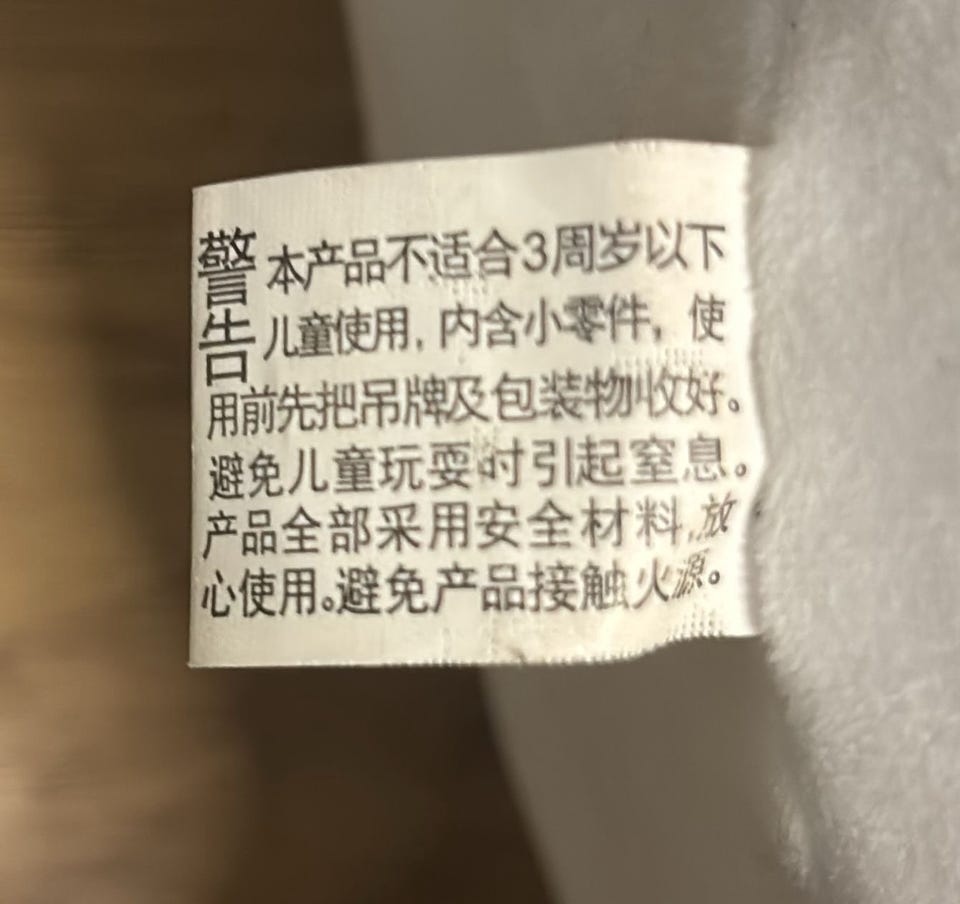 警告
本产品不适合3周岁以下
儿童使用，内含小零件，使
用前先把吊牌及包装物收好。
避免儿童玩耍时引起窒息。
产品全部采用安全材料，放
心使用。避免产品接触火源。